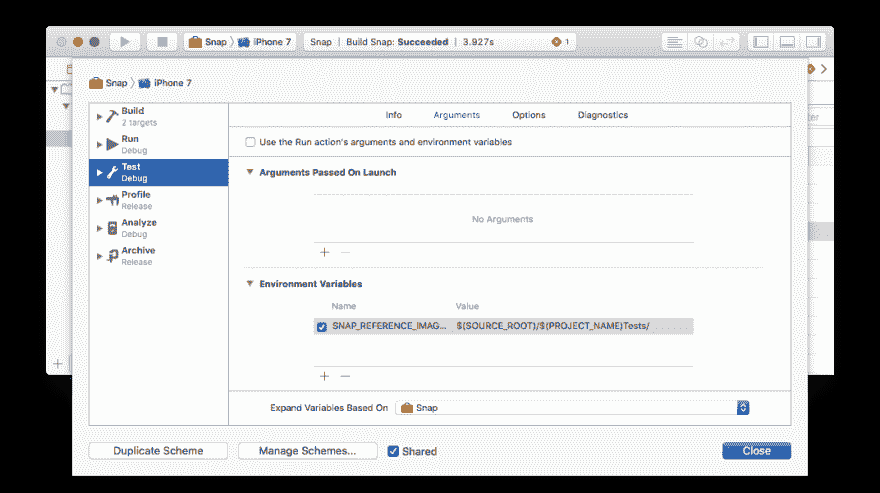 Snap › iPhone 7 Snap | Build Snap: Succeeded | 3.927s 1
Snap › iPhone 7
Build
2 targets
Run
Debug
Test
Debug
Profile
Release
Analyze
Debug
Archive
Release
Info Arguments Options Diagnostics
Use the Run action's arguments and environment variables
Arguments Passed On Launch
No Arguments
+ −
Environment Variables
Name Value
SNAP_REFERENCE_IMAG... $(SOURCE_ROOT)/$(PROJECT_NAME)Tests/
+ −
Expand Variables Based On Snap
Duplicate Scheme Manage Schemes... Shared Close